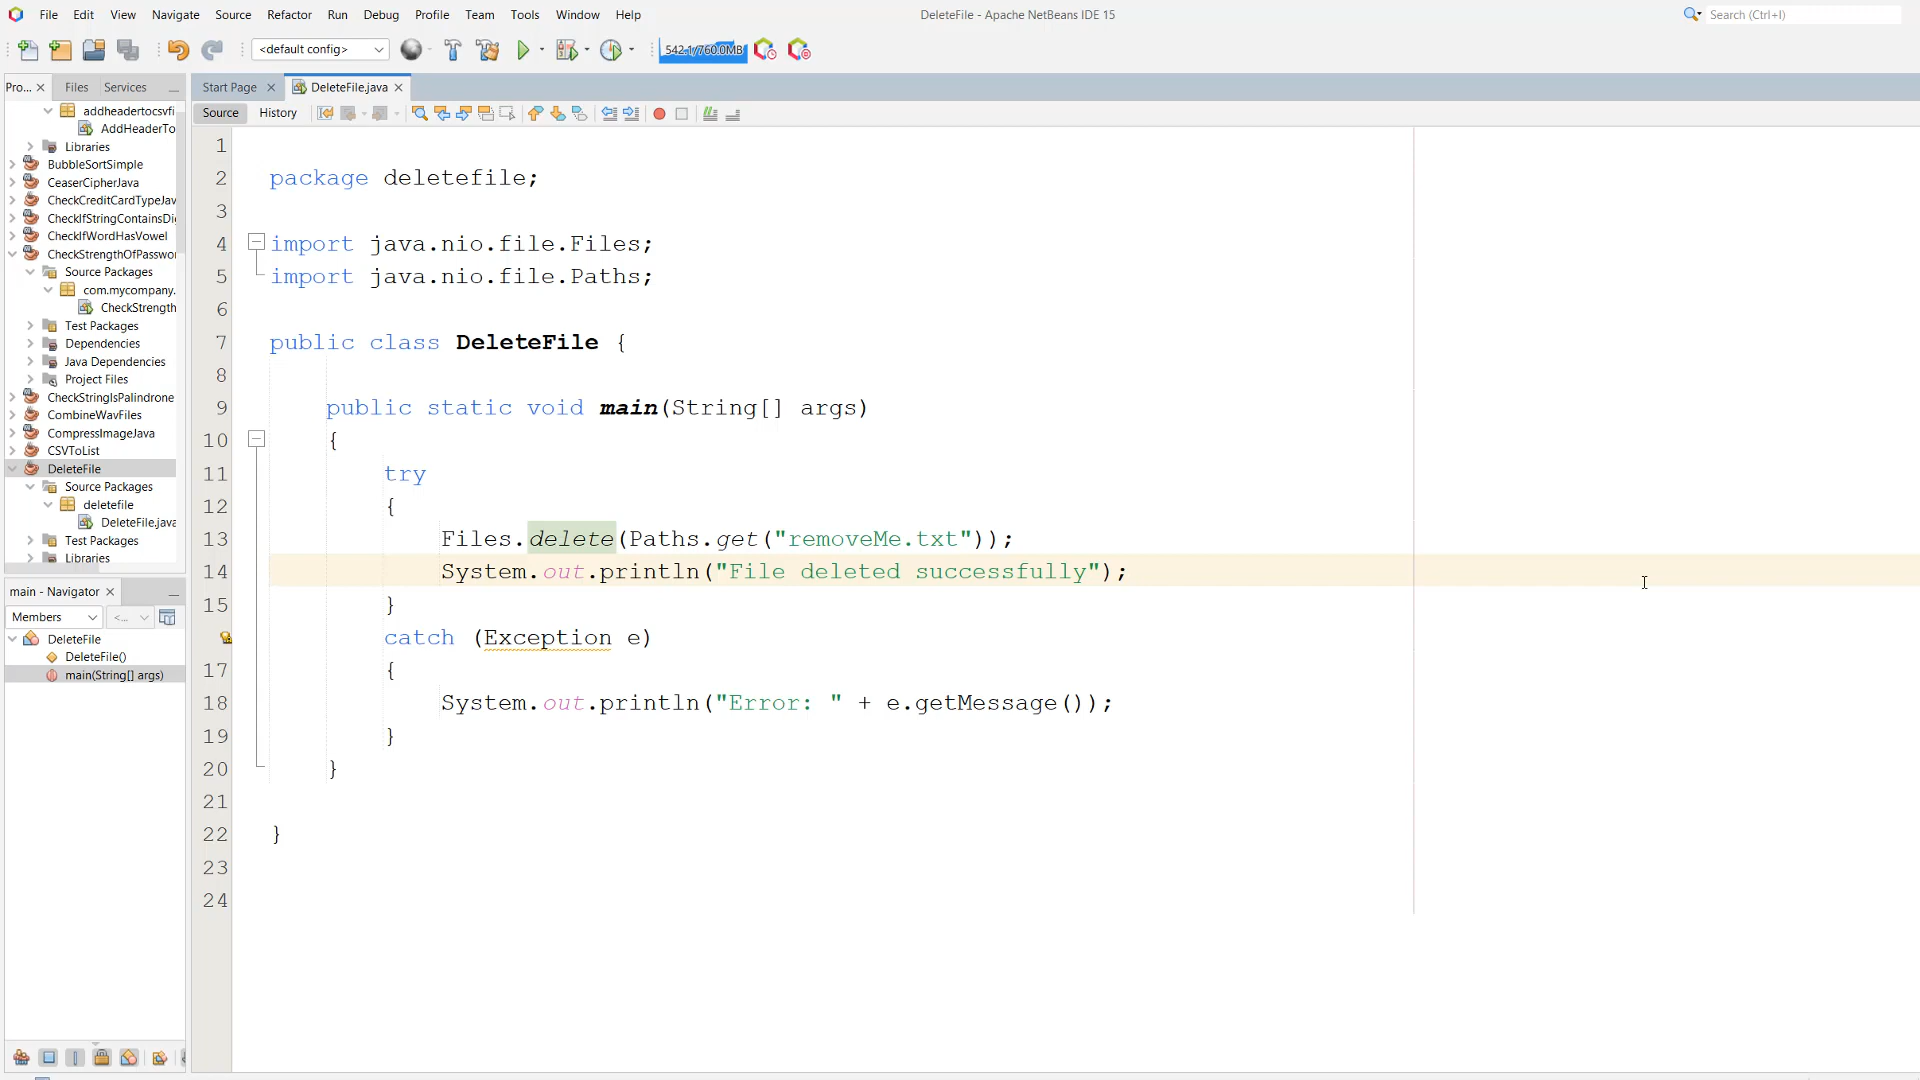 File Edit View Navigate Source Refactor Run Debug Profile Team Tools Window Help
DeleteFile - Apache NetBeans IDE 15
Search (Ctrl+I)
<default config>
542.1/760.0MB
Pro... Files Services
Start Page DeleteFile.java
Source History
addheadertocsvfi
AddHeaderTo
Libraries
BubbleSortSimple
CeaserCipherJava
CheckCreditCardTypeJav
CheckIfStringContainsDi
CheckIfWordHasVowel
CheckStrengthOfPasswo
Source Packages
com.mycompany.
CheckStrength
Test Packages
Dependencies
Java Dependencies
Project Files
CheckStringIsPalindrone
CombineWavFiles
CompressImageJava
CSVToList
DeleteFile
Source Packages
deletefile
DeleteFile.java
Test Packages
Libraries
main - Navigator
Members <...
DeleteFile
DeleteFile()
main(String[] args)
1
2 package deletefile;
3
4 import java.nio.file.Files;
5 import java.nio.file.Paths;
6
7 public class DeleteFile {
8
9 public static void main(String[] args)
10 {
11 try
12 {
13 Files.delete(Paths.get("removeMe.txt"));
14 System.out.println("File deleted successfully");
15 }
catch (Exception e)
17 {
18 System.out.println("Error: " + e.getMessage());
19 }
20 }
21
22 }
23
24